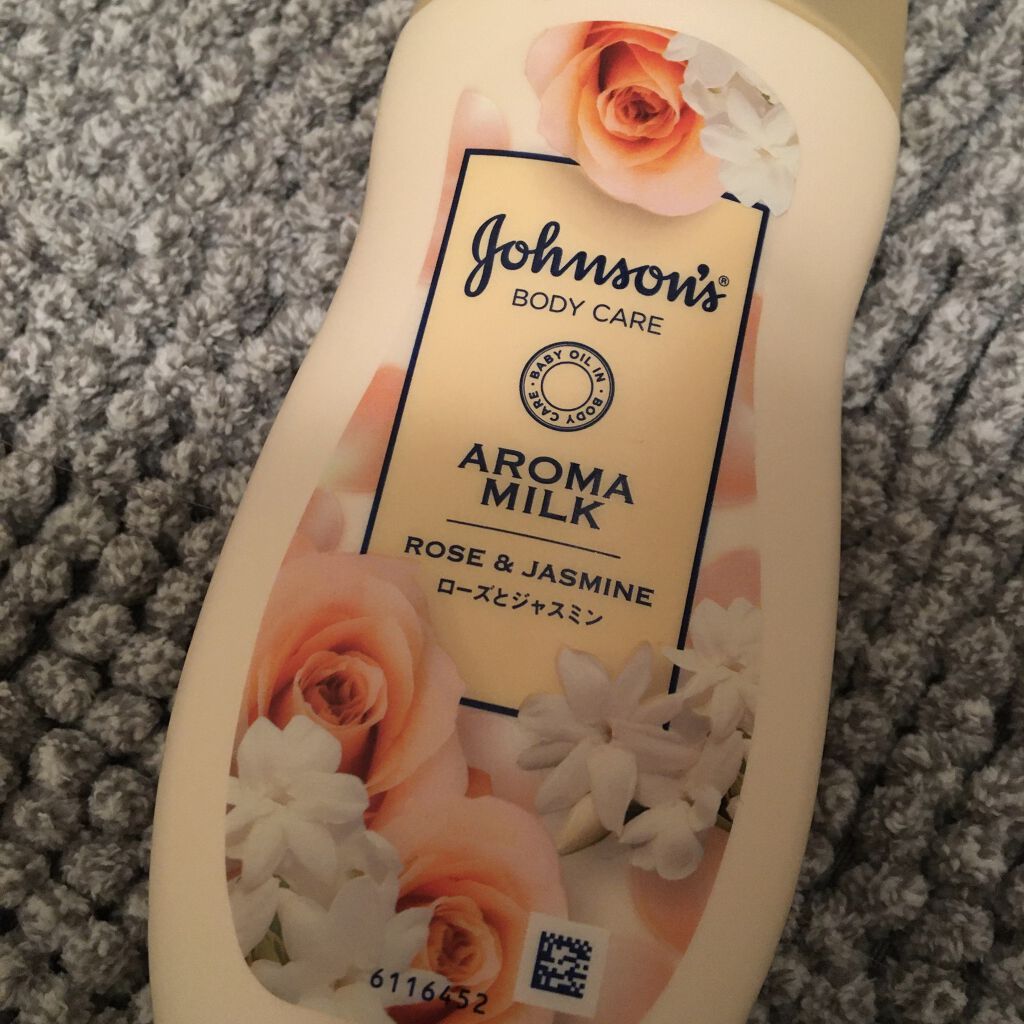 Johnson's®
BODY CARE
BABY OIL IN · BODY CARE ·
AROMA
MILK
ROSE & JASMINE
ローズとジャスミン
6116452